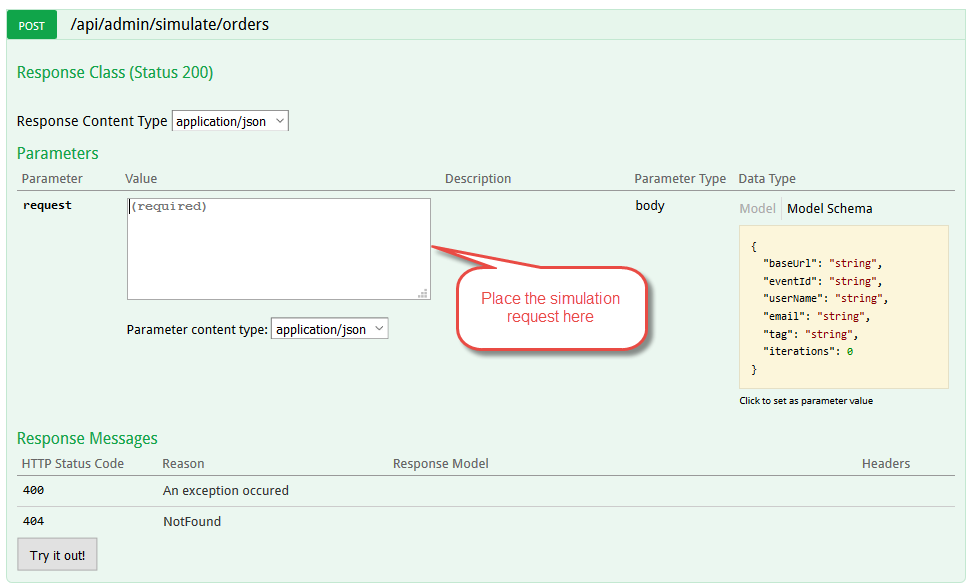 POST /api/admin/simulate/orders
Response Class (Status 200)
Response Content Type application/json
Parameters
Parameter Value Description Parameter Type Data Type
request (required) body Model Model Schema
{
"baseUrl": "string",
"eventId": "string",
"userName": "string",
"email": "string",
"tag": "string",
"iterations": 0
}
Click to set as parameter value
Place the simulation
request here
Parameter content type: application/json
Response Messages
HTTP Status Code Reason Response Model Headers
400 An exception occured
404 NotFound
Try it out!